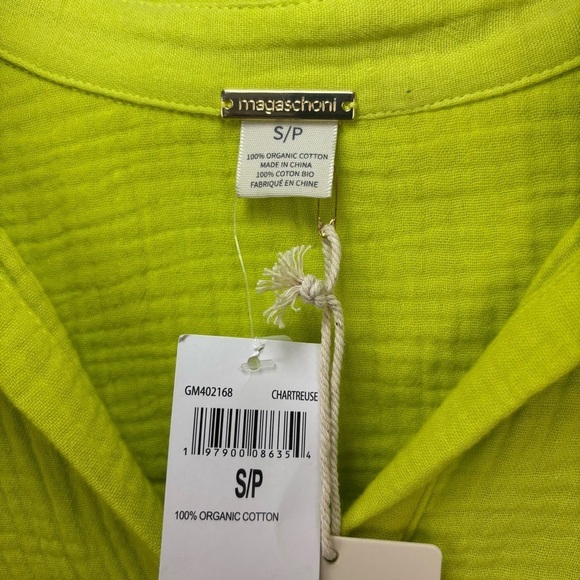 magaschoni
S/P
100% ORGANIC COTTON
MADE IN CHINA
100% COTON BIO
FABRIQUÉ EN CHINE
GM402168 CHARTREUSE
1 97900 08635 4
S/P
100% ORGANIC COTTON